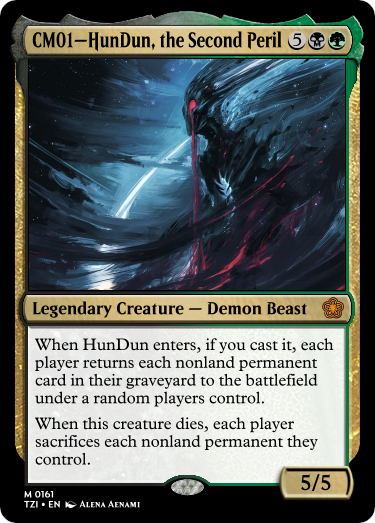 CM01—HunDun, the Second Peril 5
Legendary Creature — Demon Beast
When HunDun enters, if you cast it, each
player returns each nonland permanent
card in their graveyard to the battlefield
under a random players control.
When this creature dies, each player
sacrifices each nonland permanent they
control.
5/5
M 0161
TZI • EN Alena Aenami